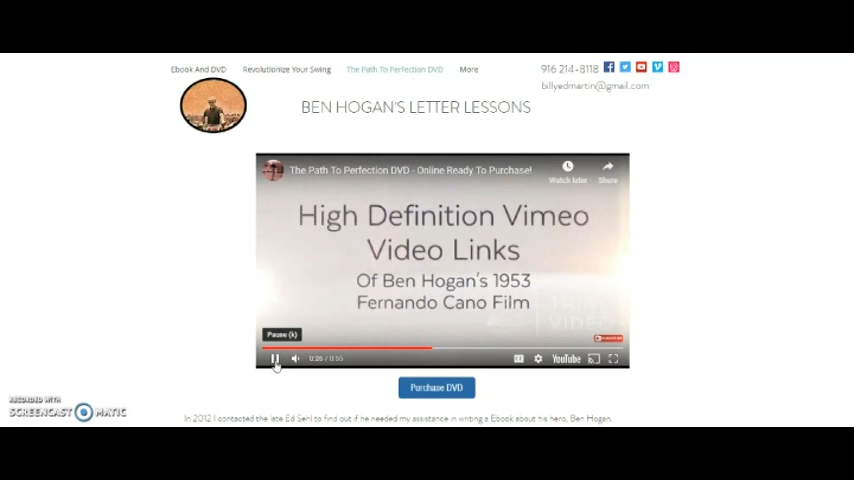 Ebook And DVD Revolutionize Your Swing The Path To Perfection DVD More 916 214-8118
billyedmartin@gmail.com
BEN HOGAN'S LETTER LESSONS
The Path To Perfection DVD - Online Ready To Purchase!
Watch later Share
High Definition Vimeo
Video Links
Of Ben Hogan's 1953
Fernando Cano Film
Pause (k)
0:26 / 0:55 CC YouTube
Purchase DVD
RECORDED WITH
SCREENCAST MATIC
In 2012 I contacted the late Ed Sehl to find out if he needed my assistance in writing a Ebook about his hero, Ben Hogan.